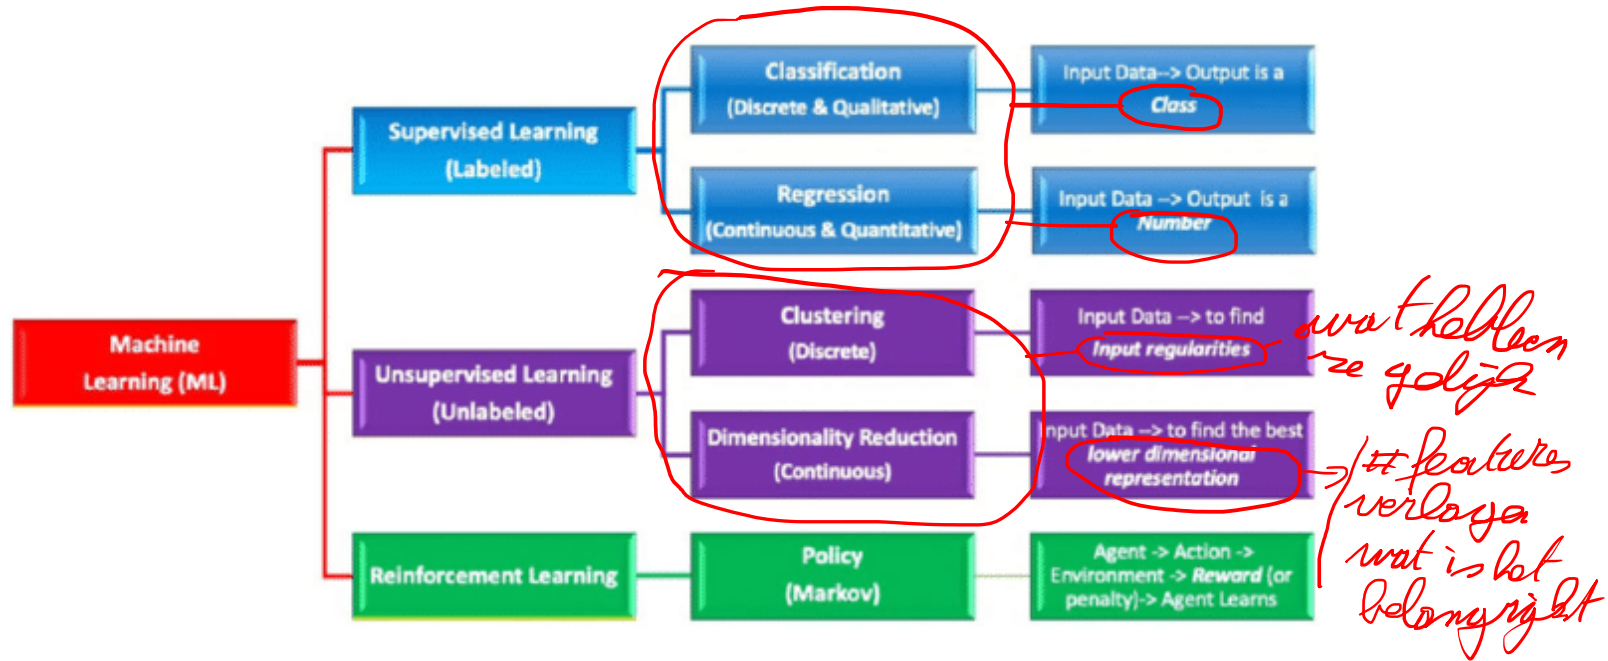 Machine
Learning (ML)
Supervised Learning
(Labeled)
Classification
(Discrete & Qualitative)
Input Data--> Output is a
Class
Regression
(Continuous & Quantitative)
Input Data --> Output is a
Number
Unsupervised Learning
(Unlabeled)
Clustering
(Discrete)
Input Data --> to find
Input regularities
wat hebben
ze gelijk
Dimensionality Reduction
(Continuous)
nput Data --> to find the best
lower dimensional
representation
# features
verlagen
wat is het
belangrijkst
Reinforcement Learning
Policy
(Markov)
Agent -> Action ->
Environment -> Reward (or
penalty)-> Agent Learns